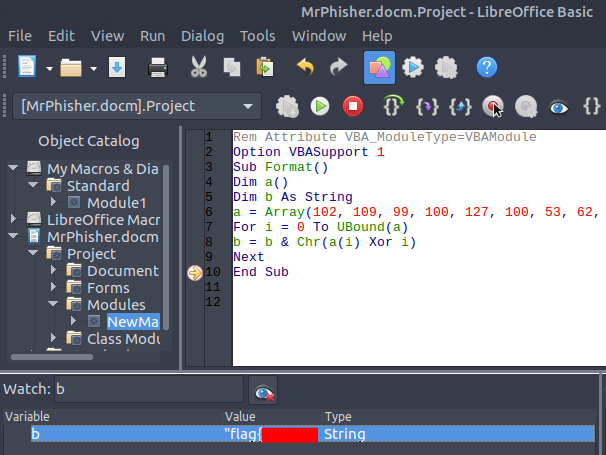 MrPhisher.docm.Project - LibreOffice Basic
File Edit View Run Dialog Tools Window Help
[MrPhisher.docm].Project
Object Catalog
My Macros & Dia
Standard
Module1
LibreOffice Macr
MrPhisher.docm
Project
Document
Forms
Modules
NewMa
Class Modu
1 Rem Attribute VBA_ModuleType=VBAModule
2 Option VBASupport 1
3 Sub Format()
4 Dim a()
5 Dim b As String
6 a = Array(102, 109, 99, 100, 127, 100, 53, 62,
7 For i = 0 To UBound(a)
8 b = b & Chr(a(i) Xor i)
9 Next
10 End Sub
11
12
Watch: b
Variable Value Type
b "flag{ String